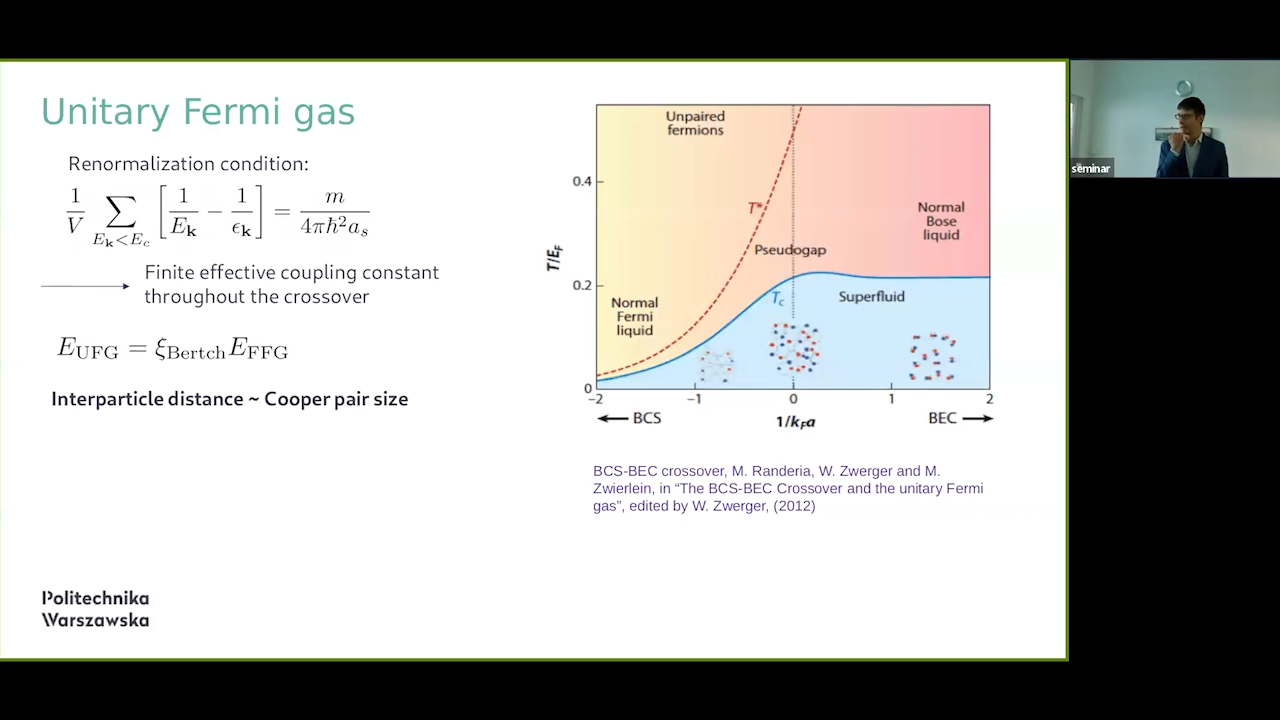 Unitary Fermi gas
Renormalization condition:
1/V ∑_{E_k<E_c} [1/E_k − 1/ϵ_k] = m/(4πħ²a_s)
Finite effective coupling constant
throughout the crossover
E_UFG = ξ_Bertch E_FFG
Interparticle distance ~ Cooper pair size
Politechnika
Warszawska
Unpaired
fermions
0.4
T*
Normal
Bose
liquid
Pseudogap
T/E_F
0.2
T_c
Superfluid
Normal
Fermi
liquid
0
−2 −1 0 1 2
BCS
1/k_F a
BEC
BCS-BEC crossover, M. Randeria, W. Zwerger and M.
Zwierlein, in “The BCS-BEC Crossover and the unitary Fermi
gas”, edited by W. Zwerger, (2012)
seminar